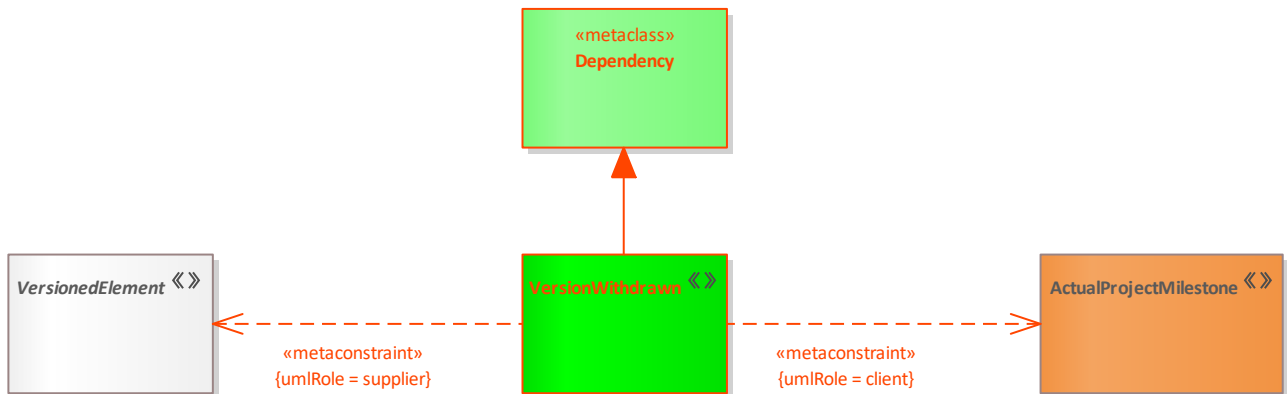 «metaclass»
Dependency
VersionedElement «»
VersionWithdrawn «»
ActualProjectMilestone «»
«metaconstraint»
{umlRole = supplier}
«metaconstraint»
{umlRole = client}